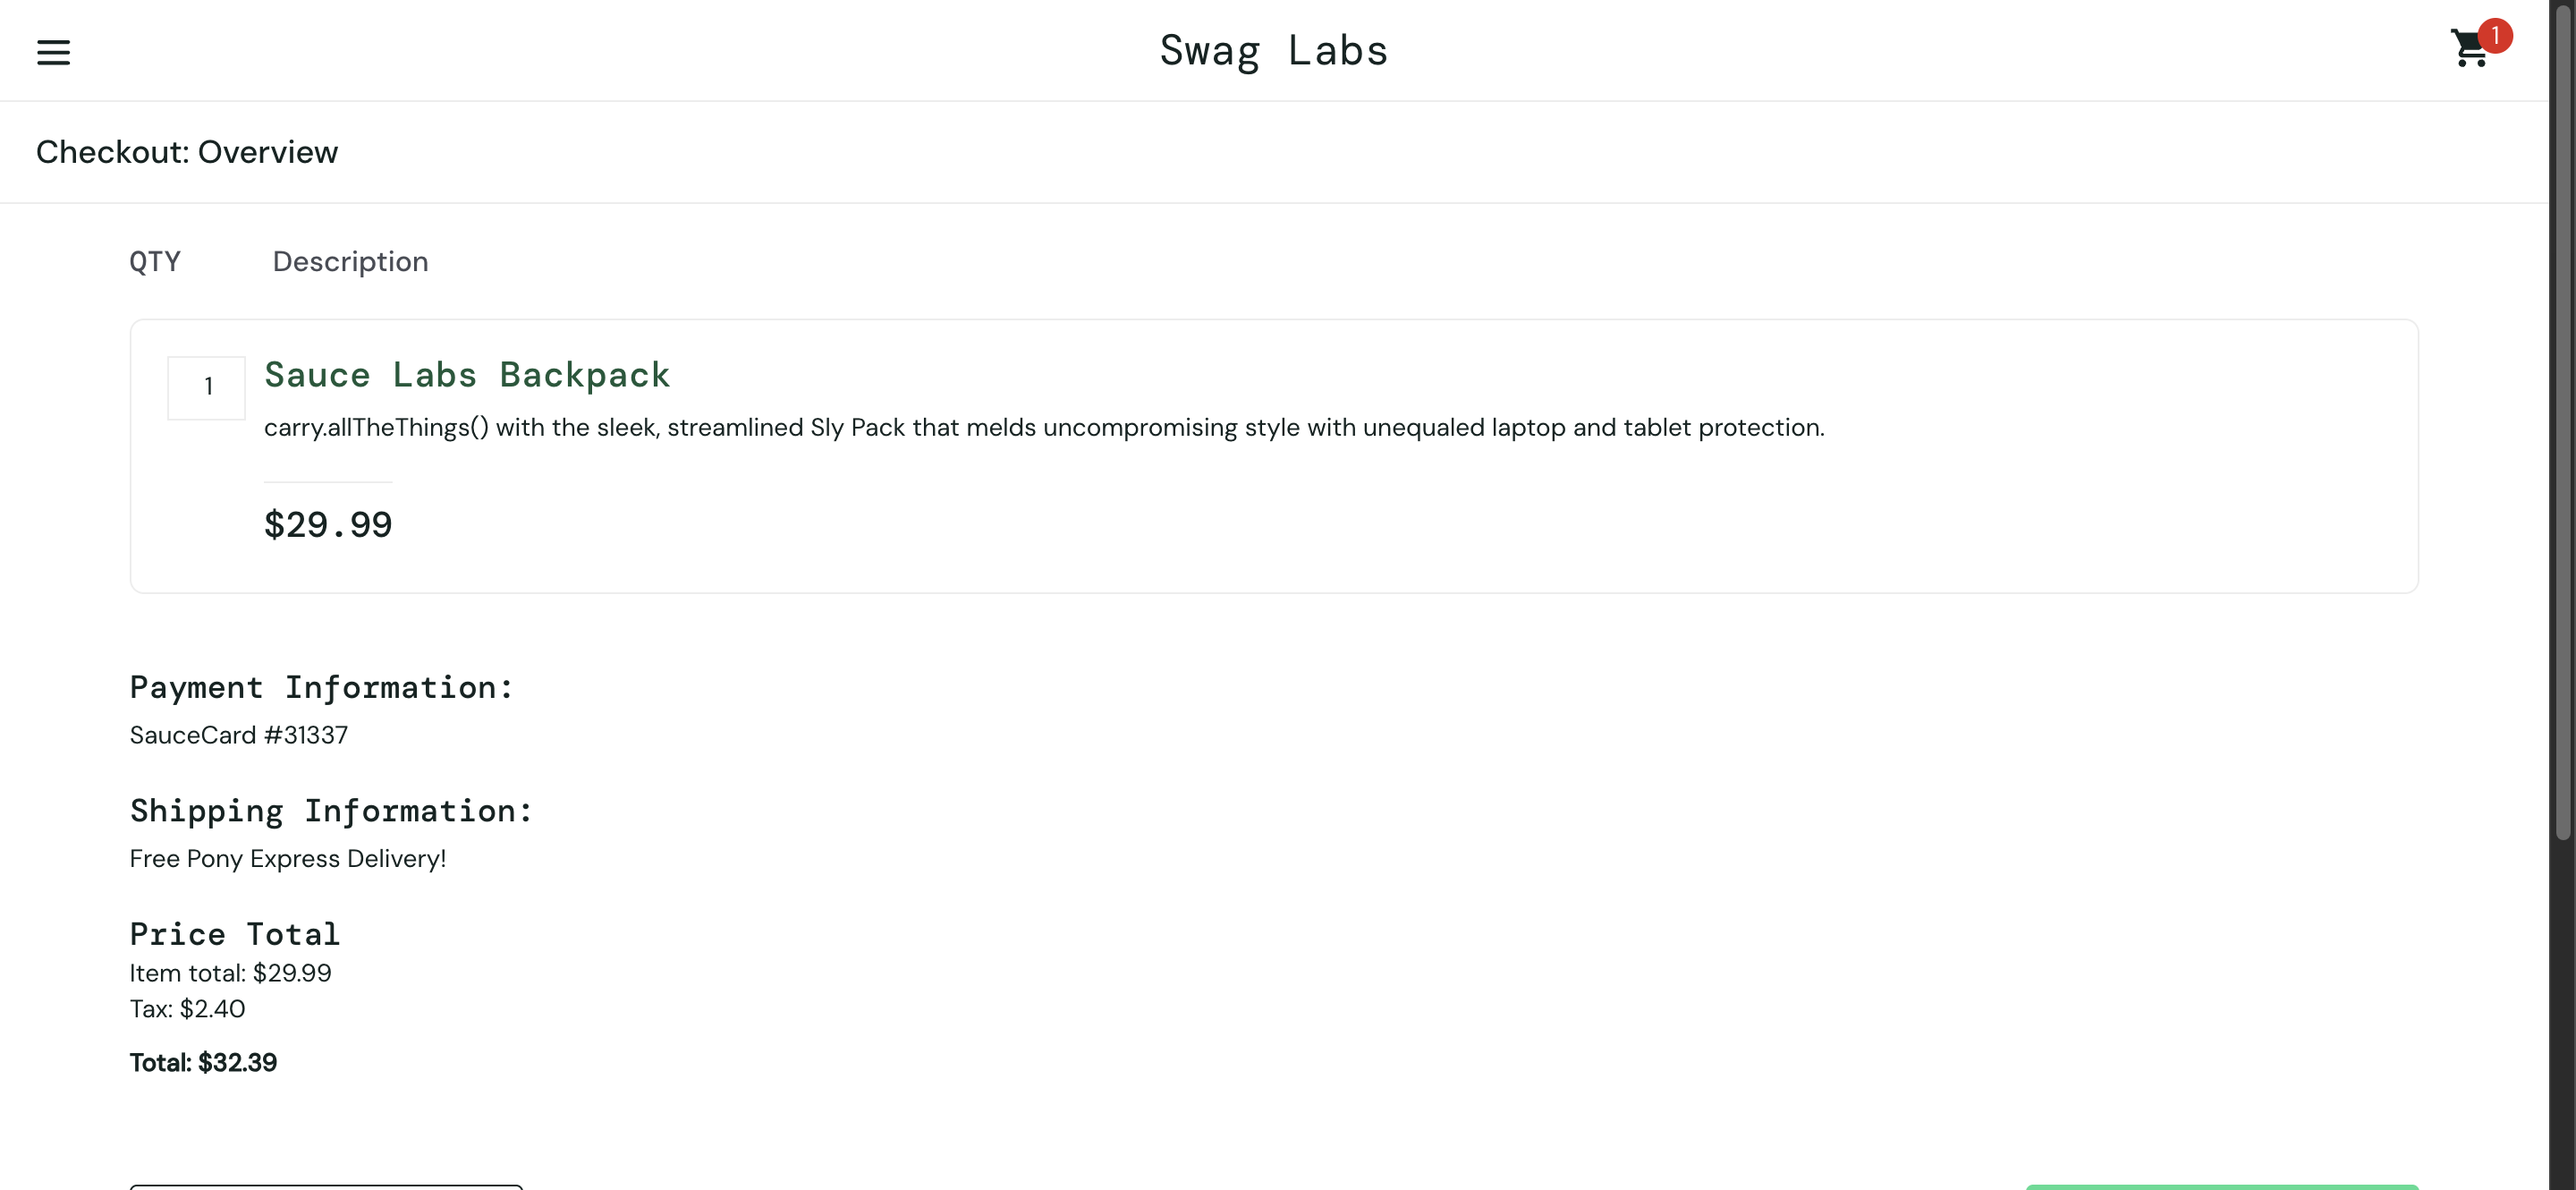 Swag Labs
1
Checkout: Overview
QTY Description
1
Sauce Labs Backpack
carry.allTheThings() with the sleek, streamlined Sly Pack that melds uncompromising style with unequaled laptop and tablet protection.
$29.99
Payment Information:
SauceCard #31337
Shipping Information:
Free Pony Express Delivery!
Price Total
Item total: $29.99
Tax: $2.40
Total: $32.39